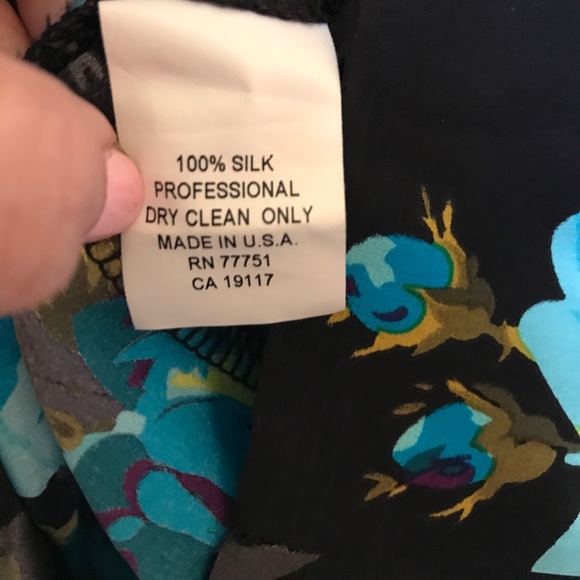 100% SILK
PROFESSIONAL
DRY CLEAN ONLY
MADE IN U.S.A.
RN 77751
CA 19117